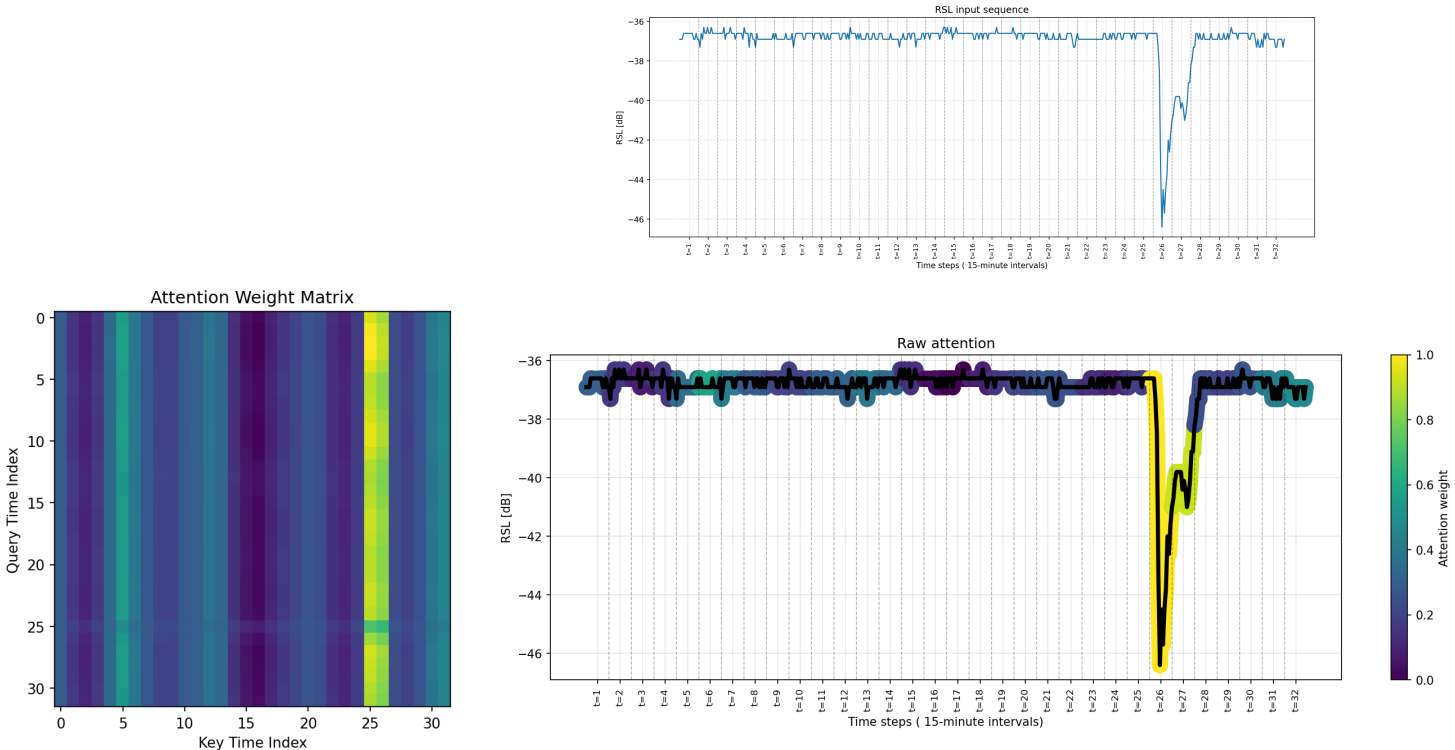 RSL input sequence
−36
−38
−40
−42
−44
−46
RSL [dB]
t=1 t=2 t=3 t=4 t=5 t=6 t=7 t=8 t=9 t=10 t=11 t=12 t=13 t=14 t=15 t=16 t=17 t=18 t=19 t=20 t=21 t=22 t=23 t=24 t=25 t=26 t=27 t=28 t=29 t=30 t=31 t=32
Time steps ( 15-minute intervals)
Attention Weight Matrix
0
5
10
15
20
25
30
Query Time Index
0 5 10 15 20 25 30
Key Time Index
Raw attention
−36
−38
−40
−42
−44
−46
RSL [dB]
t=1 t=2 t=3 t=4 t=5 t=6 t=7 t=8 t=9 t=10 t=11 t=12 t=13 t=14 t=15 t=16 t=17 t=18 t=19 t=20 t=21 t=22 t=23 t=24 t=25 t=26 t=27 t=28 t=29 t=30 t=31 t=32
Time steps ( 15-minute intervals)
1.0
0.8
0.6
0.4
0.2
0.0
Attention weight